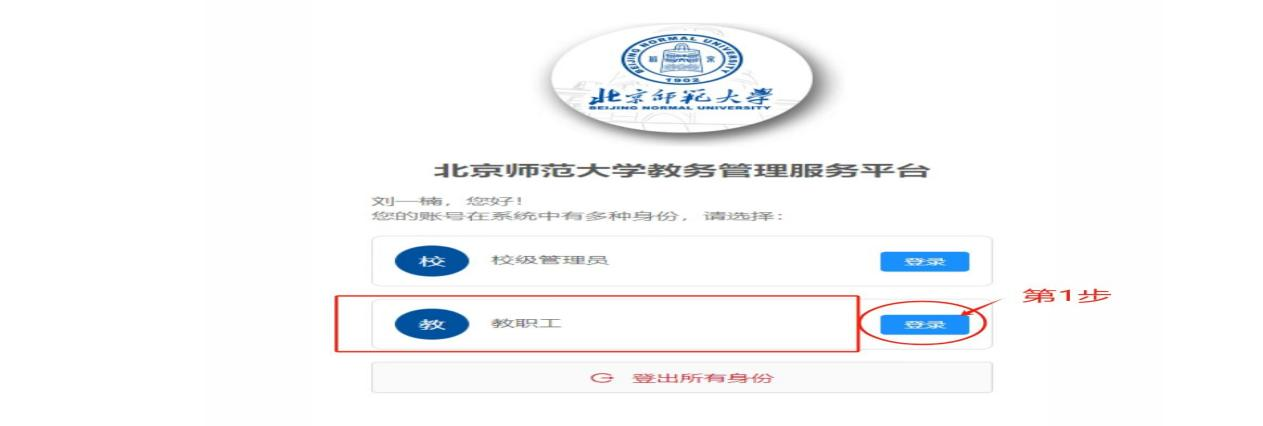 BEIJING NORMAL UNIVERSITY
1902
北京师范大学
BEIJING NORMAL UNIVERSITY
北京师范大学教务管理服务平台
刘一楠，您好！
您的账号在系统中有多种身份，请选择：
校 校级管理员 登录
第1步
教 教职工 登录
登出所有身份